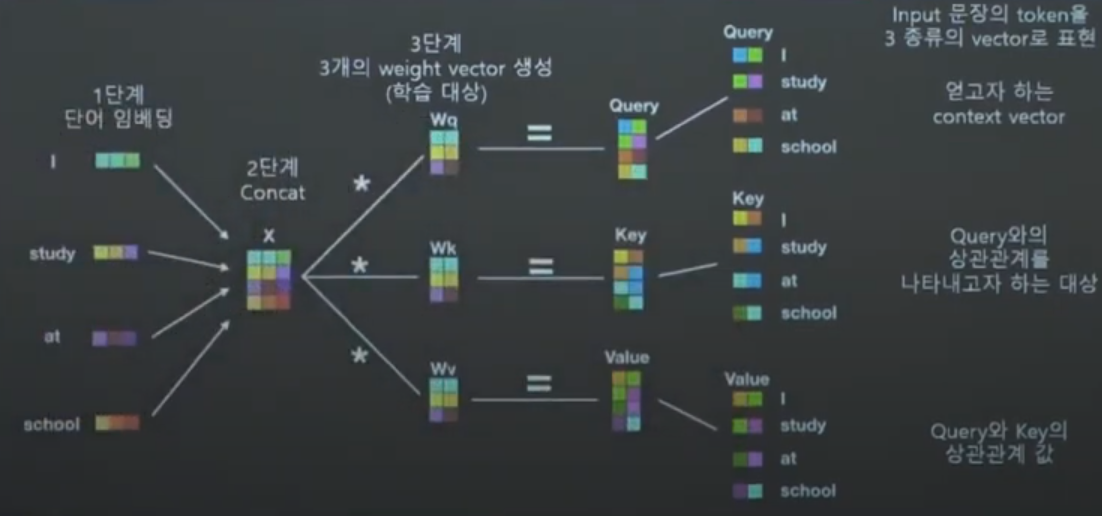 1단계
단어 임베딩
I
study
at
school
2단계
Concat
X
3단계
3개의 weight vector 생성
(학습 대상)
Wq
*
=
Query
Wk
*
=
Key
Wv
*
=
Value
Query
I
study
at
school
Key
I
study
at
school
Value
I
study
at
school
Input 문장의 token을
3 종류의 vector로 표현
얻고자 하는
context vector
Query와의
상관관계를
나타내고자 하는 대상
Query와 Key의
상관관계 값